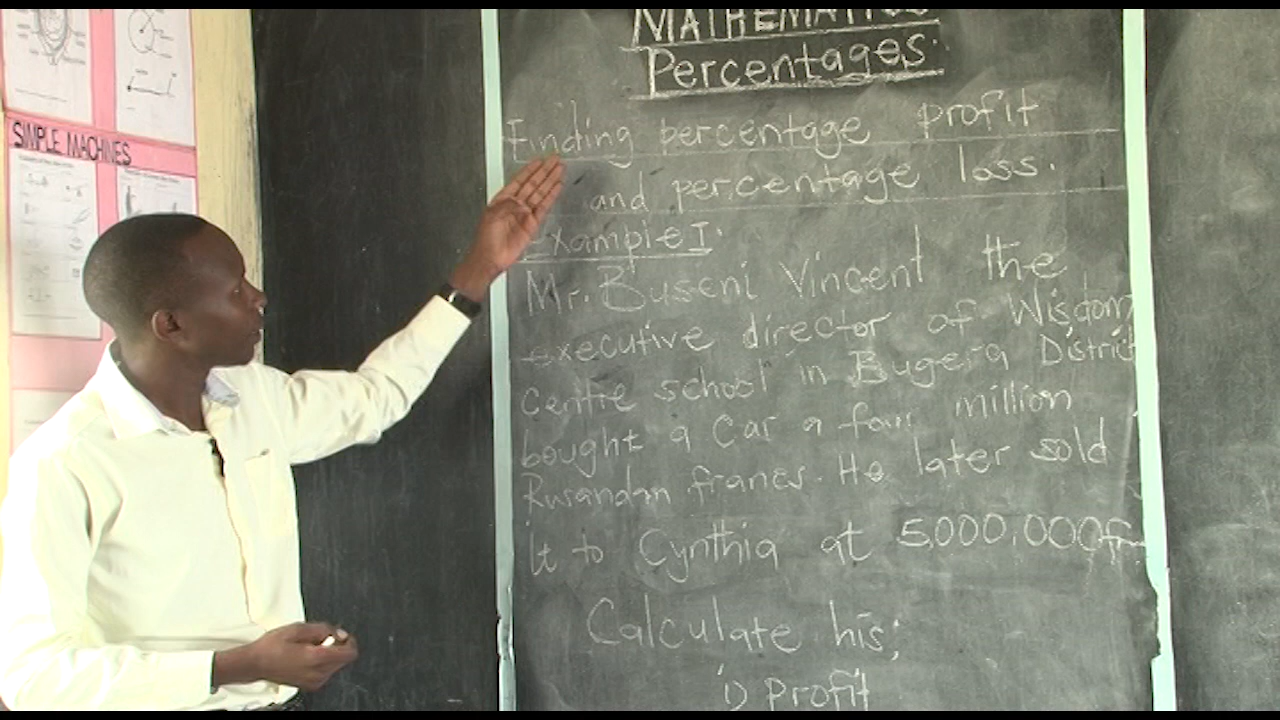 SIMPLE MACHINES
MATHEMATICS
Percentages.
Finding percentage profit
and percentage loss.
Example I.
Mr. Buseni Vincent the
executive director of Wisdom
Centre school in Bugera District
bought a Car a four million
Rwandan francs. He later sold
it to Cynthia at 5,000,000f
Calculate his;
i) Profit